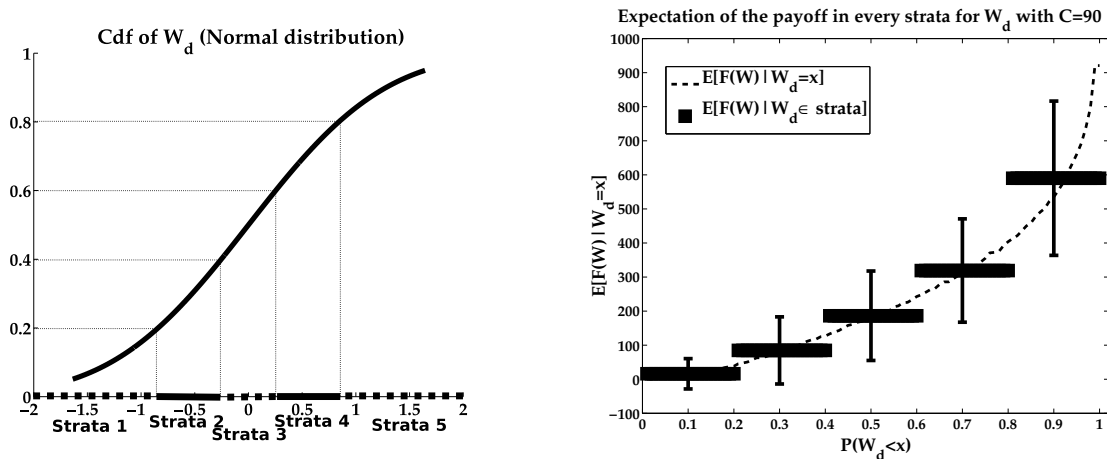 Cdf of W_d (Normal distribution)
1
0.8
0.6
0.4
0.2
0
−2 −1.5 −1 −0.5 0 0.5 1 1.5 2
Strata 1 Strata 2 Strata 3 Strata 4 Strata 5
Expectation of the payoff in every strata for W_d with C=90
1000
900
800
700
600
500
400
300
200
100
0
−100
E[F(W) | W_d=x]
E[F(W) | W_d∈ strata]
E[F(W) | W_d=x]
0 0.1 0.2 0.3 0.4 0.5 0.6 0.7 0.8 0.9 1
P(W_d<x)